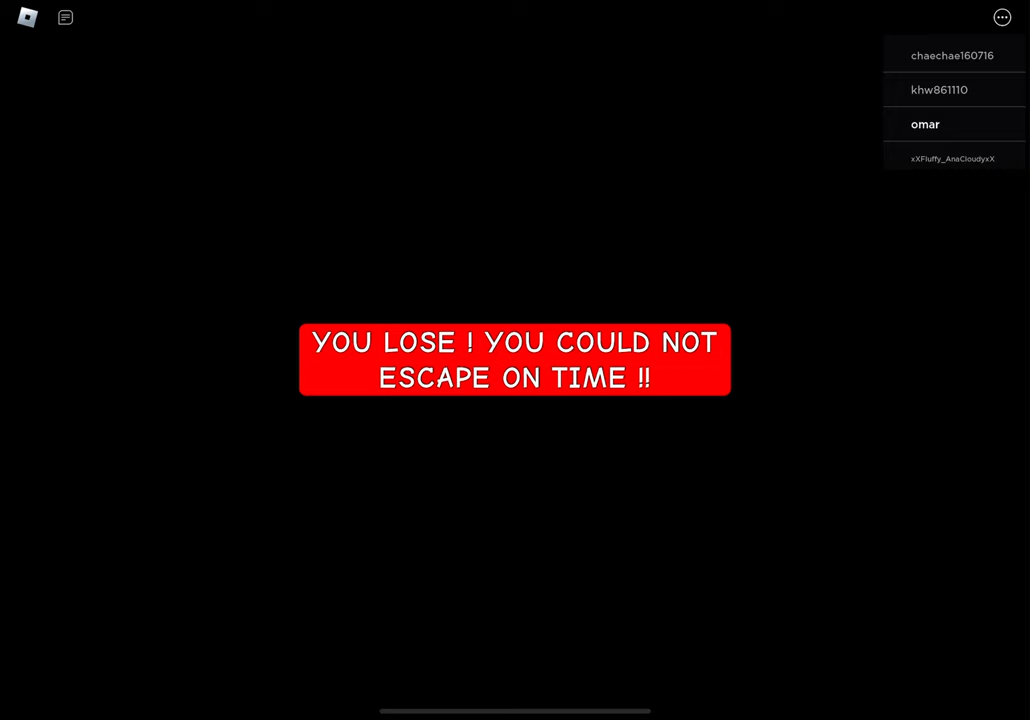 chaechae160716
khw861110
omar
xXFluffy_AnaCloudyxX
YOU LOSE ! YOU COULD NOT
ESCAPE ON TIME !!